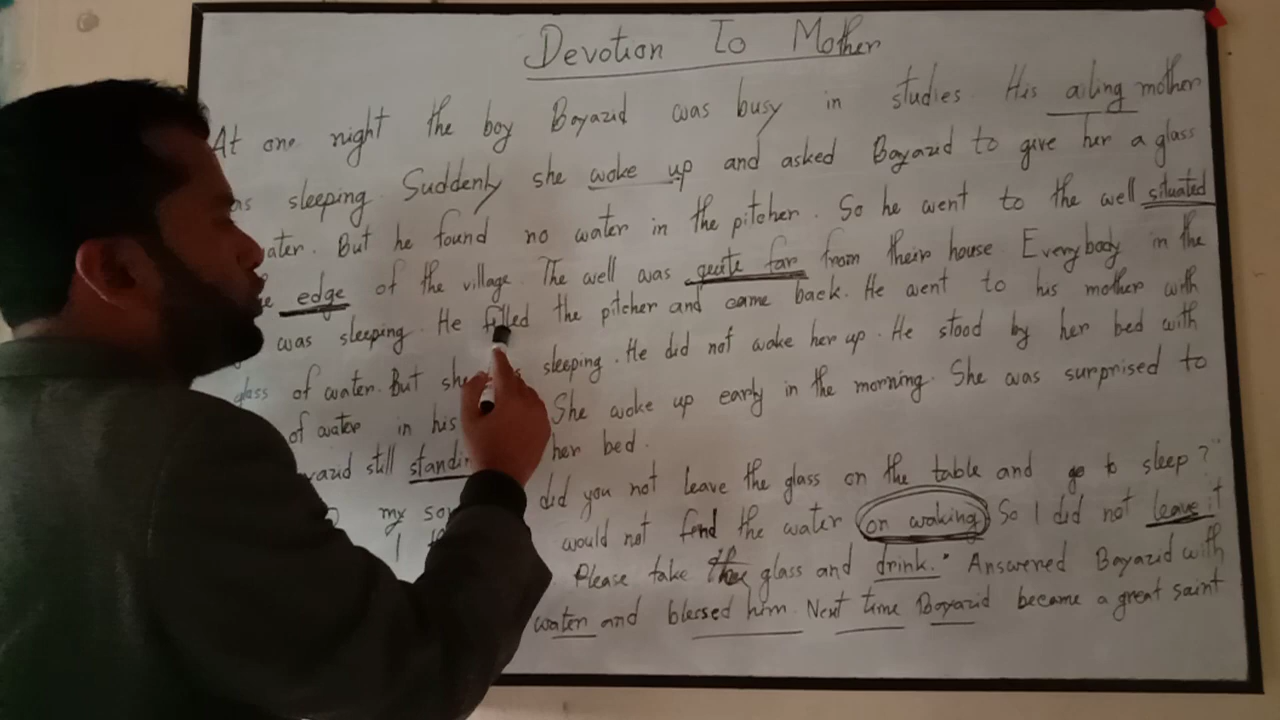 Devotion To Mother
At one night the boy Bayazid was busy in studies. His ailing mother
as sleeping. Suddenly she woke up and asked Bayazid to give her a glass
ater. But he found no water in the pitcher. So he went to the well situated
e edge of the village. The well was quite far from their house. Everybody in the
was sleeping. He filled the pitcher and came back. He went to his mother with
glass of water. But she sleeping. He did not wake her up. He stood by her bed with
of water in his She woke up early in the morning. She was surprised to
yazid still standin her bed.
my son did you not leave the glass on the table and go to sleep?"
I would not find the water on waking. So I did not leave it
Please take the glass and drink." Answered Bayazid with
water and blessed him. Next time Bayazid became a great saint